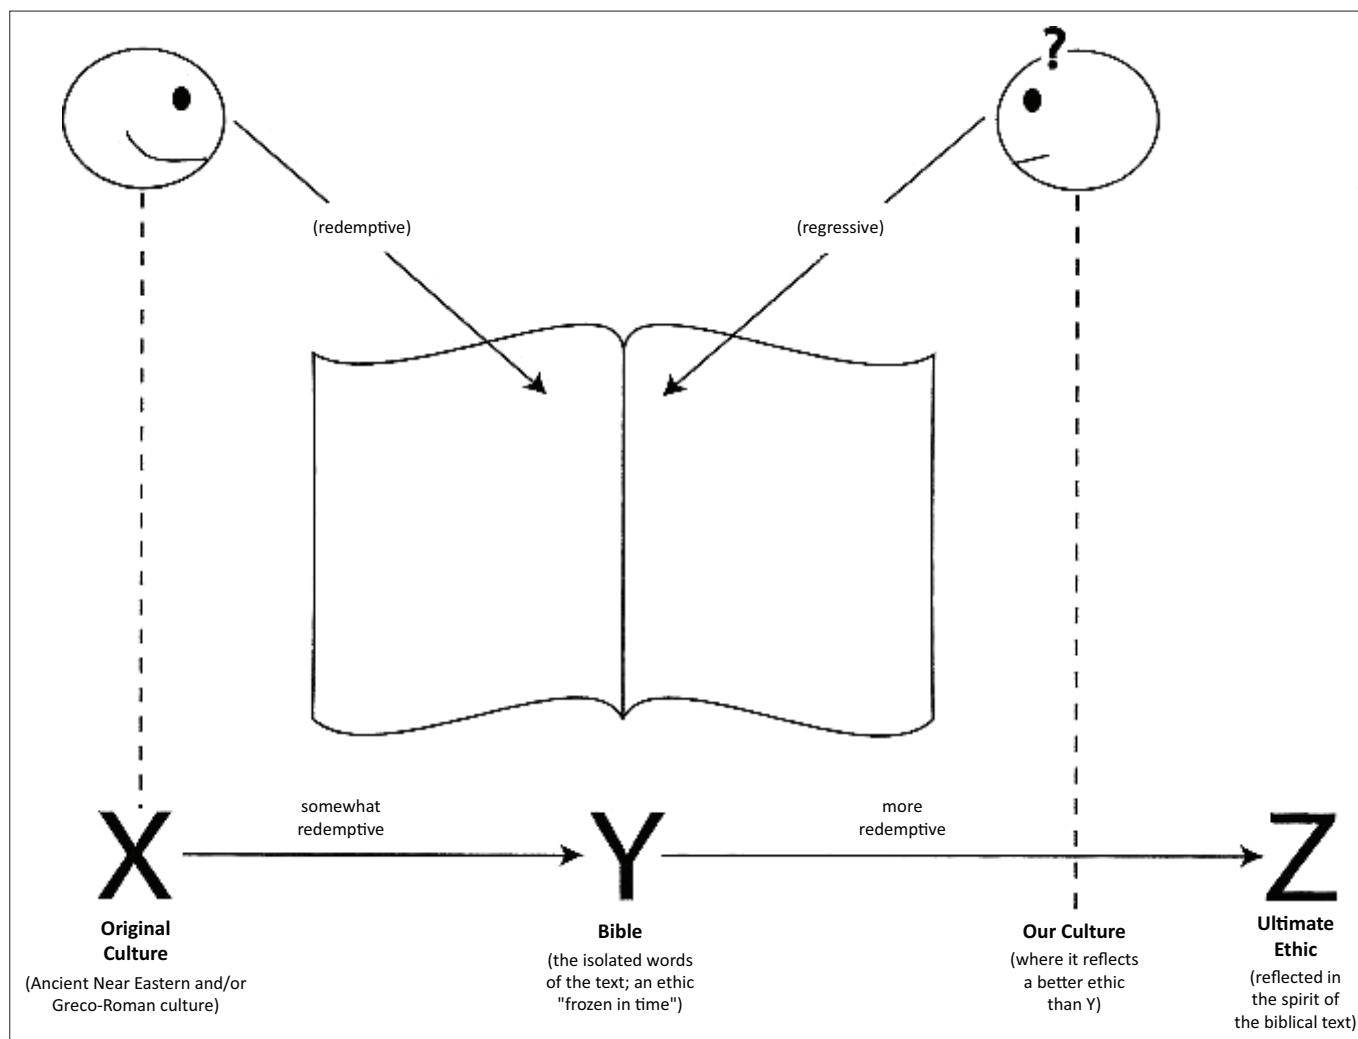 ?
(redemptive)
(regressive)
somewhat
redemptive
more
redemptive
X
Y
Z
Original
Culture
(Ancient Near Eastern and/or
Greco-Roman culture)
Bible
(the isolated words
of the text; an ethic
"frozen in time")
Our Culture
(where it reflects
a better ethic
than Y)
Ultimate
Ethic
(reflected in
the spirit of
the biblical text)